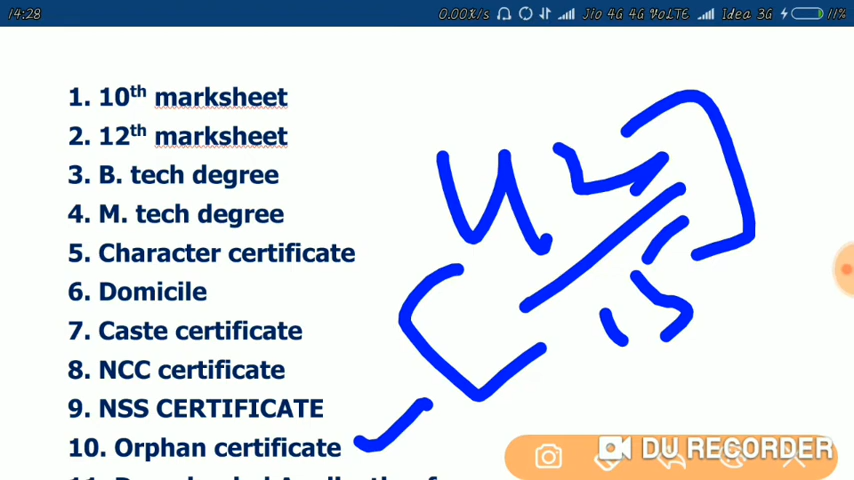 14:28 0.00K/s Jio 4G 4G VoLTE Idea 3G 11%
1. 10th marksheet
2. 12th marksheet
3. B. tech degree
4. M. tech degree
5. Character certificate
6. Domicile
7. Caste certificate
8. NCC certificate
9. NSS CERTIFICATE
10. Orphan certificate
DU RECORDER